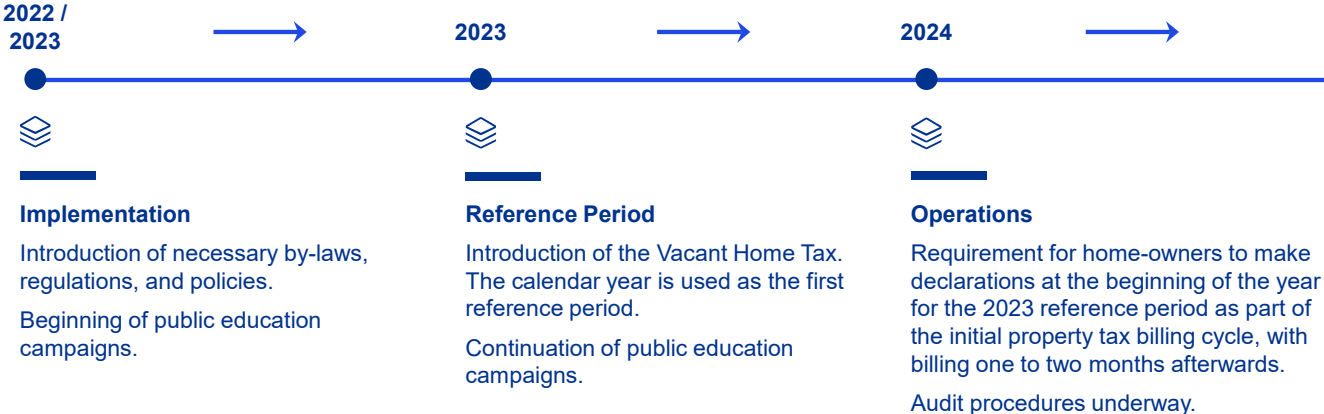 2022 /
2023
2023
2024
Implementation
Introduction of necessary by-laws,
regulations, and policies.
Beginning of public education
campaigns.
Reference Period
Introduction of the Vacant Home Tax.
The calendar year is used as the first
reference period.
Continuation of public education
campaigns.
Operations
Requirement for home-owners to make
declarations at the beginning of the year
for the 2023 reference period as part of
the initial property tax billing cycle, with
billing one to two months afterwards.
Audit procedures underway.